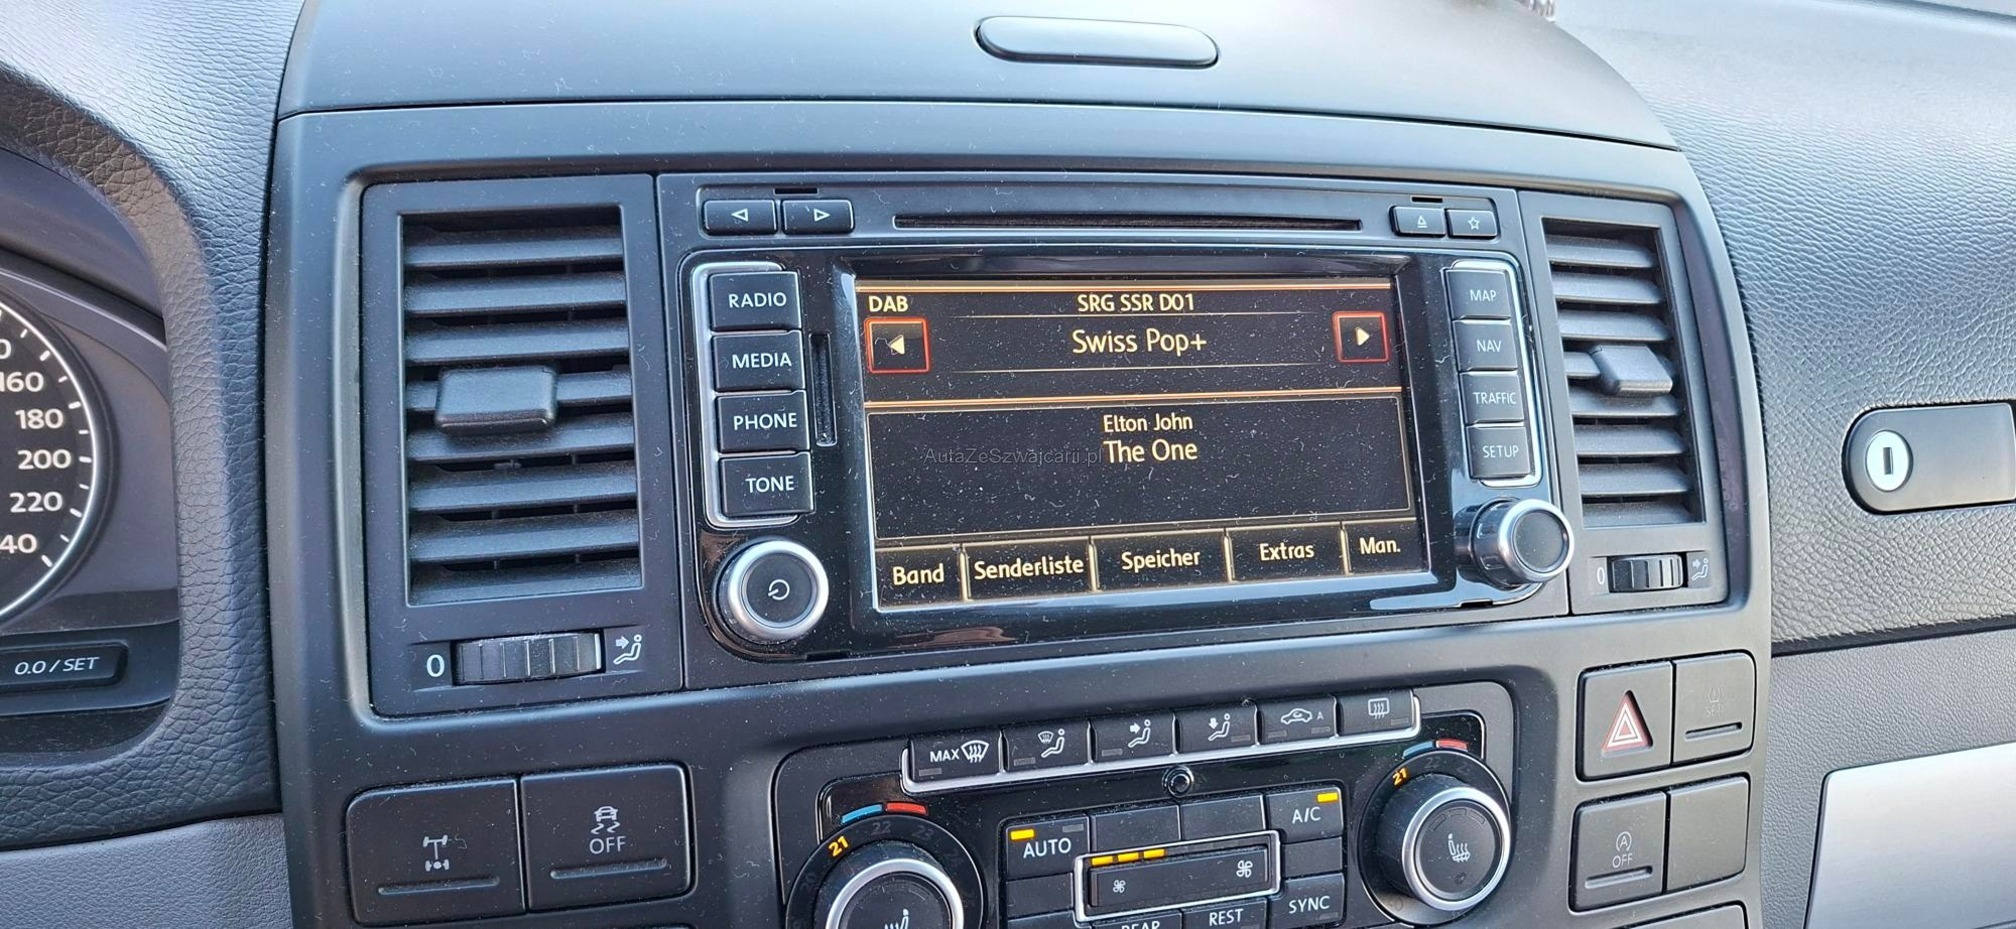 RADIO
MEDIA
PHONE
TONE
DAB
SRG SSR D01
Swiss Pop+
Elton John
The One
AutaZeSzwajcarii.pl
Band
Senderliste
Speicher
Extras
Man.
MAP
NAV
TRAFFIC
SETUP
160
180
200
220
40
0.0 / SET
0
0
MAX
A
OFF
21
22
AUTO
A/C
SYNC
REST
REAR
21
22
A
OFF